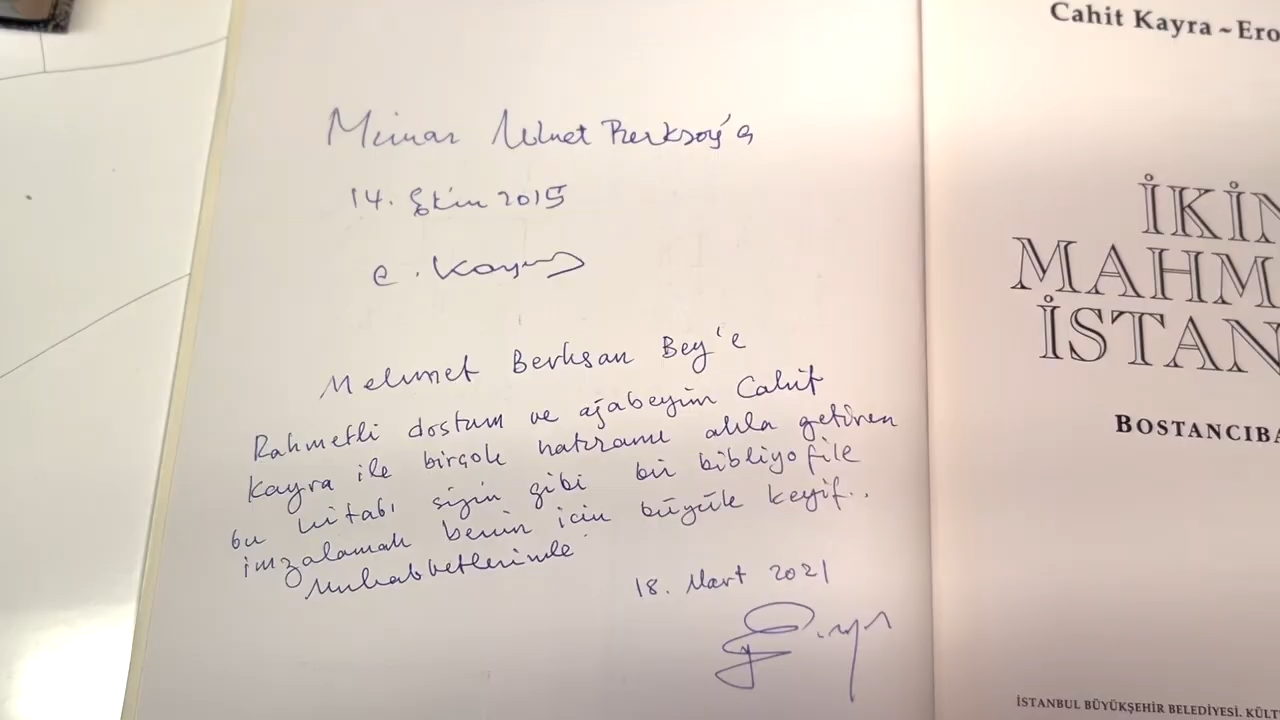 Mimar Mehmet Berksoy'a
14. Ekim 2015
C. Kayra
Mehmet Berksan Bey'e
Rahmetli dostum ve ağabeyim Cahit
Kayra ile birçok hatıramı akla getiren
bu kitabı sizin gibi bir bibliyofile
imzalamak benim için büyük keyif..
Muhabbetlerimle
18. Mart 2021
Cahit Kayra ~ Ero
İKİN
MAHM
İSTAN
BOSTANCIBA
İSTANBUL BÜYÜKŞEHİR BELEDİYESİ. KÜLT